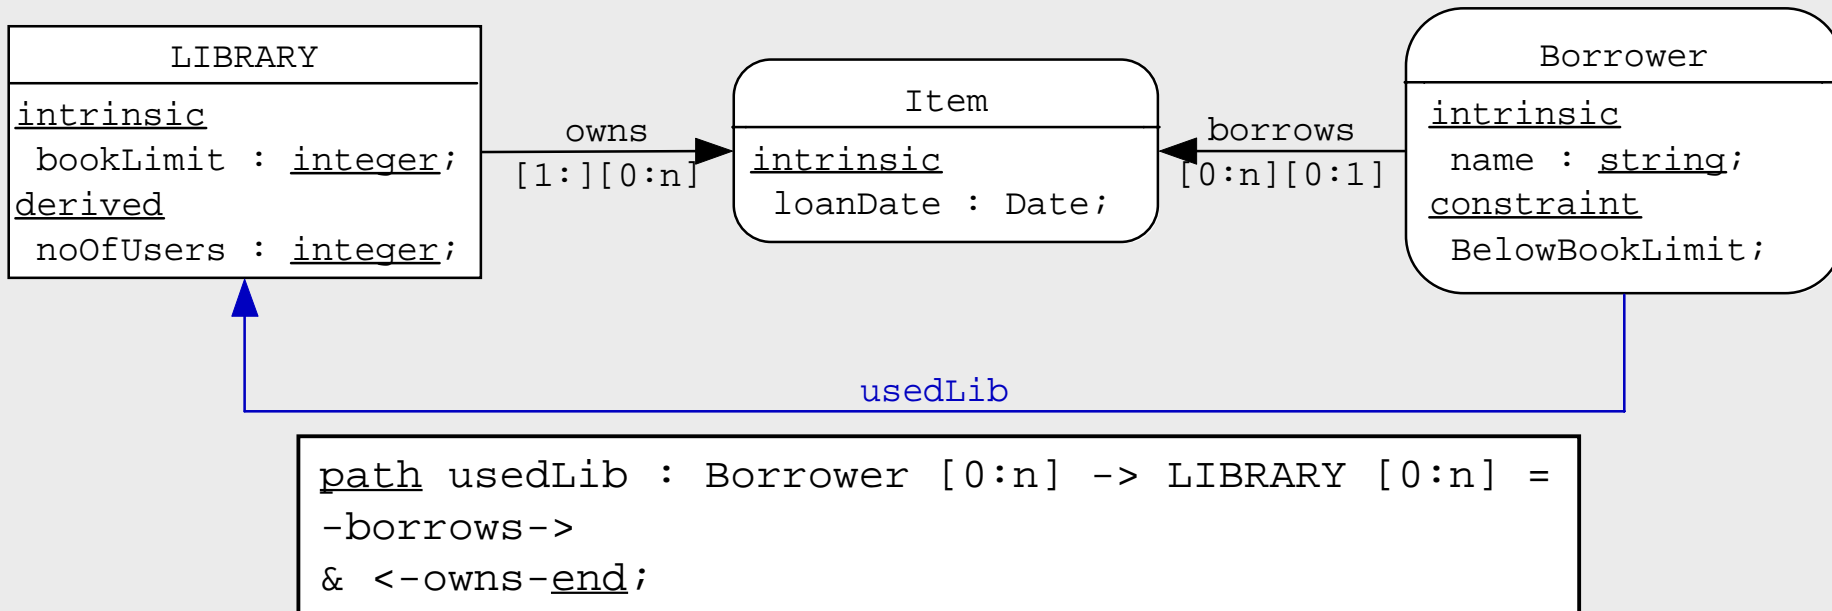 LIBRARY
intrinsic
bookLimit : integer;
derived
noOfUsers : integer;
owns
[1:][0:n]
Item
intrinsic
loanDate : Date;
borrows
[0:n][0:1]
Borrower
intrinsic
name : string;
constraint
BelowBookLimit;
usedLib
path usedLib : Borrower [0:n] -> LIBRARY [0:n] =
-borrows->
& <-owns-end;